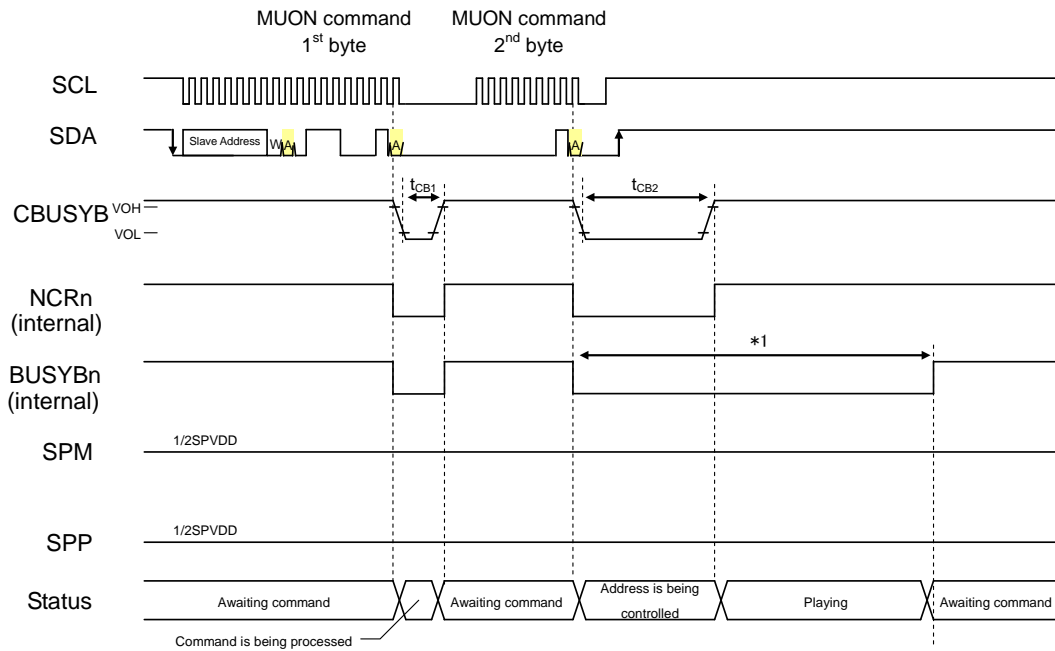 MUON command
1st byte
MUON command
2nd byte
SCL
SDA
Slave Address
W
A
A
A
tCB1
tCB2
CBUSYB
VOH
VOL
NCRn
(internal)
*1
BUSYBn
(internal)
1/2SPVDD
SPM
1/2SPVDD
SPP
Status
Awaiting command
Awaiting command
Address is being
controlled
Playing
Awaiting command
Command is being processed